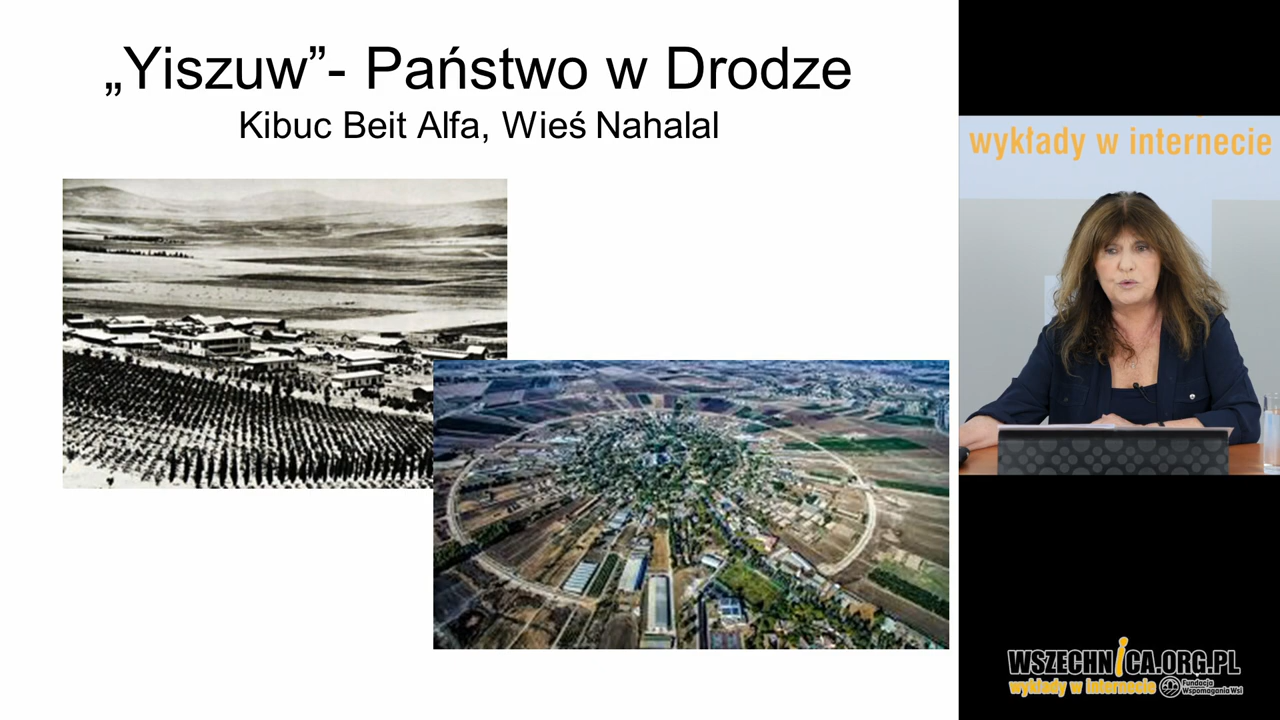 „Yiszuw”- Państwo w Drodze
Kibuc Beit Alfa, Wieś Nahalal
wykłady w internecie
WSZECHNiCA.ORG.PL
wykłady w internecie
Fundacja
Wspomagania Wsi